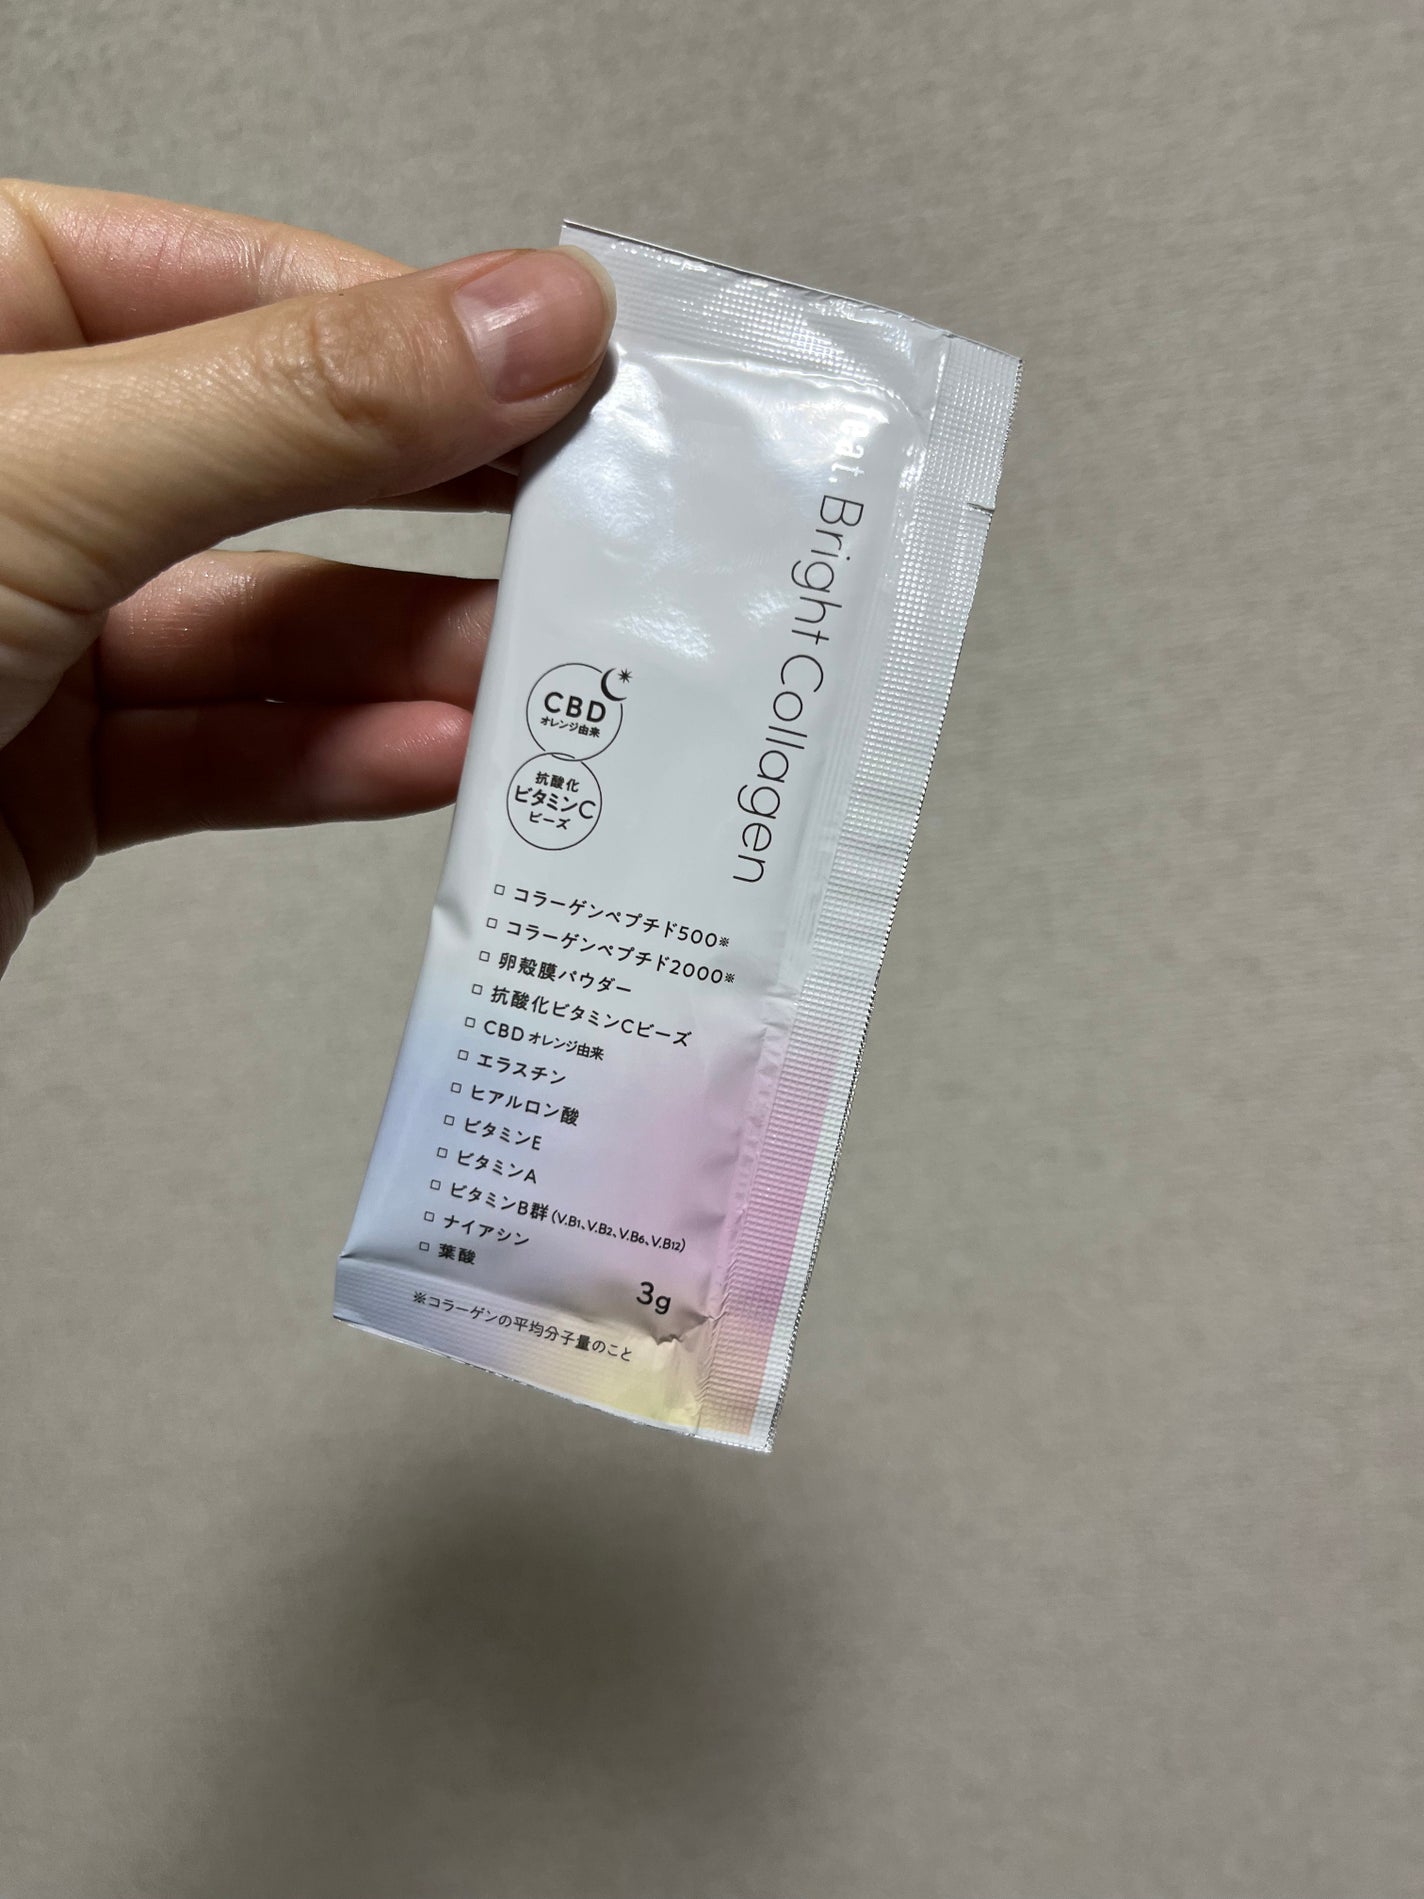 Bright Collagen
CBD
オレンジ由来
抗酸化
ビタミンC
ビーズ
□ コラーゲンペプチド500※
□ コラーゲンペプチド2000※
□ 卵殻膜パウダー
□ 抗酸化ビタミンCビーズ
□ CBD オレンジ由来
□ エラスチン
□ ヒアルロン酸
□ ビタミンE
□ ビタミンA
□ ビタミンB群 (V.B1、V.B2、V.B6、V.B12)
□ ナイアシン
□ 葉酸
3g
※コラーゲンの平均分子量のこと